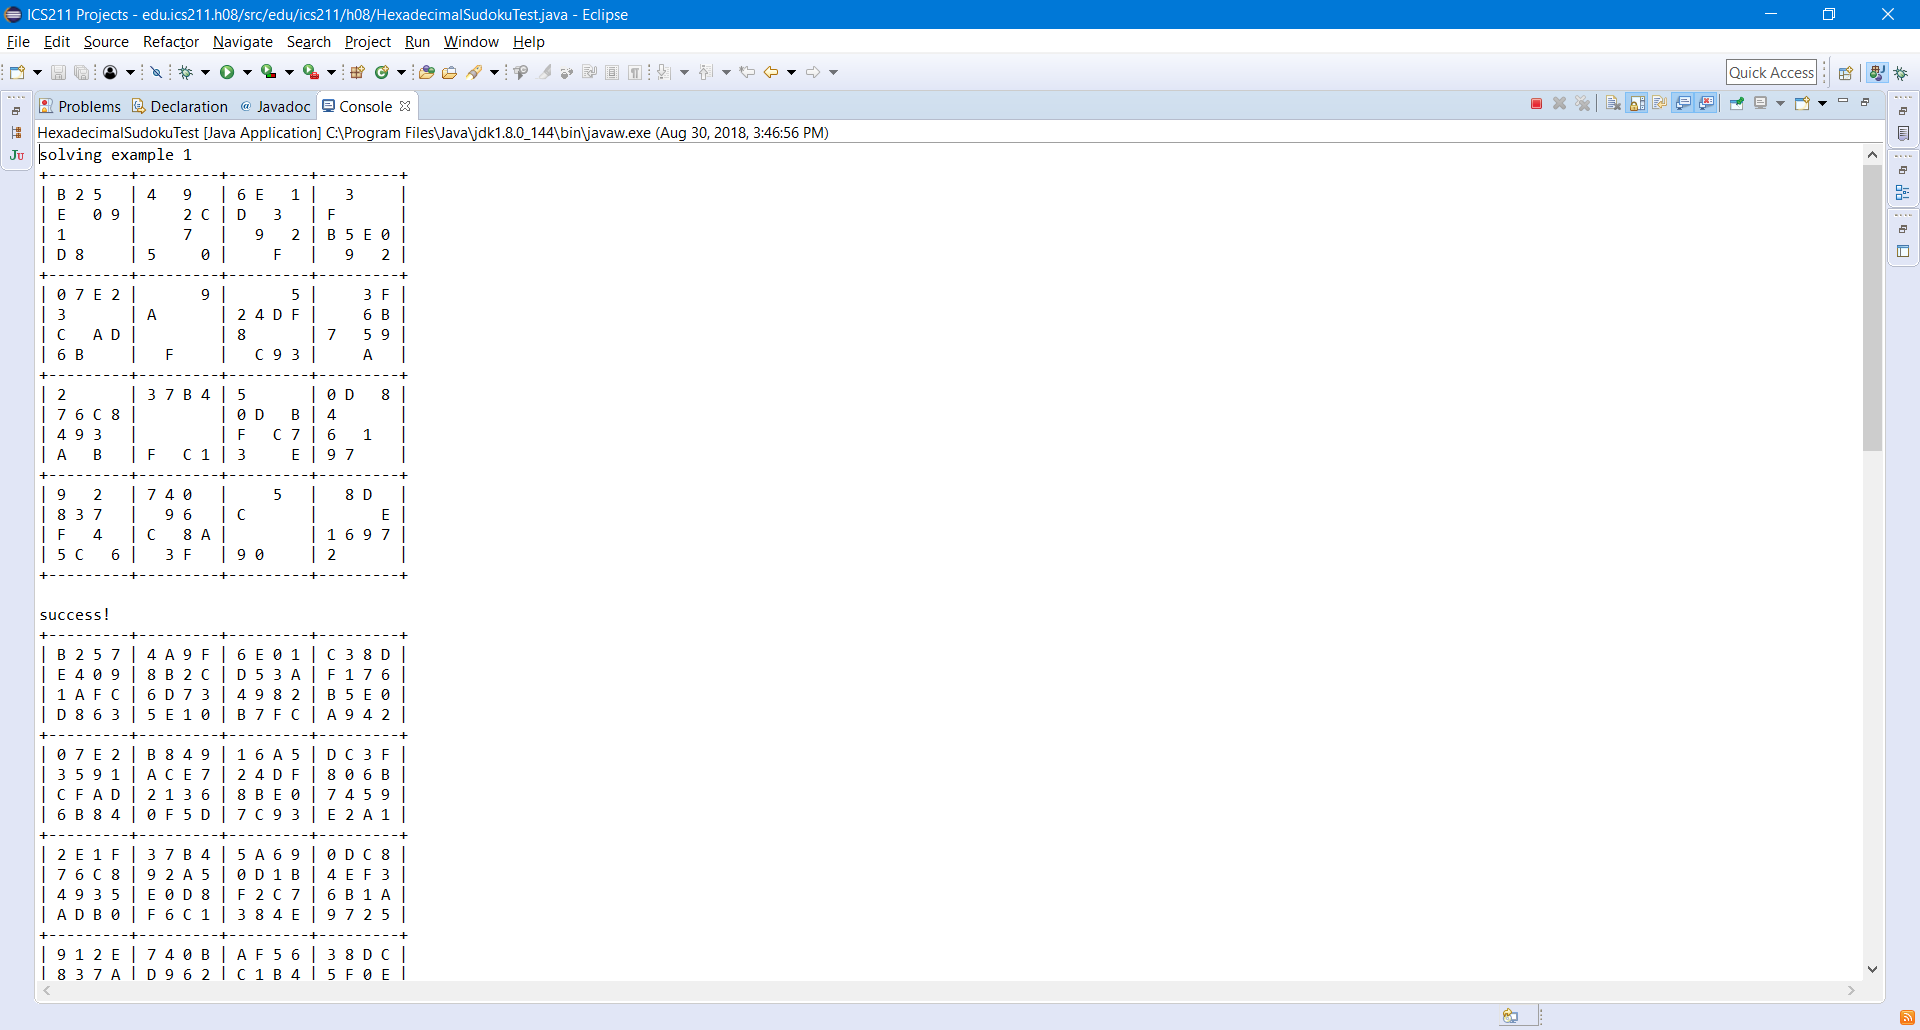 ICS211 Projects - edu.ics211.h08/src/edu/ics211/h08/HexadecimalSudokuTest.java - Eclipse
File Edit Source Refactor Navigate Search Project Run Window Help
Quick Access
Problems @ Javadoc Declaration Console
HexadecimalSudokuTest [Java Application] C:\Program Files\Java\jdk1.8.0_144\bin\javaw.exe (Aug 30, 2018, 3:46:56 PM)
solving example 1
+---------+---------+---------+---------+
| B 2 5   | 4   9   | 6 E   1 |   3     |
| E   0 9 |     2 C | D   3   | F       |
| 1       |     7   |   9   2 | B 5 E 0 |
| D 8     | 5     0 |     F   |   9   2 |
+---------+---------+---------+---------+
| 0 7 E 2 |       9 |       5 |     3 F |
| 3       | A       | 2 4 D F |     6 B |
| C   A D |         | 8       | 7   5 9 |
| 6 B     |   F     |   C 9 3 |     A   |
+---------+---------+---------+---------+
| 2       | 3 7 B 4 | 5       | 0 D   8 |
| 7 6 C 8 |         | 0 D   B | 4       |
| 4 9 3   |         | F   C 7 | 6   1   |
| A   B   | F   C 1 | 3     E | 9 7     |
+---------+---------+---------+---------+
| 9   2   | 7 4 0   |     5   |   8 D   |
| 8 3 7   |   9 6   | C       |       E |
| F   4   | C   8 A |         | 1 6 9 7 |
| 5 C   6 |   3 F   | 9 0     | 2       |
+---------+---------+---------+---------+
success!
+---------+---------+---------+---------+
| B 2 5 7 | 4 A 9 F | 6 E 0 1 | C 3 8 D |
| E 4 0 9 | 8 B 2 C | D 5 3 A | F 1 7 6 |
| 1 A F C | 6 D 7 3 | 4 9 8 2 | B 5 E 0 |
| D 8 6 3 | 5 E 1 0 | B 7 F C | A 9 4 2 |
+---------+---------+---------+---------+
| 0 7 E 2 | B 8 4 9 | 1 6 A 5 | D C 3 F |
| 3 5 9 1 | A C E 7 | 2 4 D F | 8 0 6 B |
| C F A D | 2 1 3 6 | 8 B E 0 | 7 4 5 9 |
| 6 B 8 4 | 0 F 5 D | 7 C 9 3 | E 2 A 1 |
+---------+---------+---------+---------+
| 2 E 1 F | 3 7 B 4 | 5 A 6 9 | 0 D C 8 |
| 7 6 C 8 | 9 2 A 5 | 0 D 1 B | 4 E F 3 |
| 4 9 3 5 | E 0 D 8 | F 2 C 7 | 6 B 1 A |
| A D B 0 | F 6 C 1 | 3 8 4 E | 9 7 2 5 |
+---------+---------+---------+---------+
| 9 1 2 E | 7 4 0 B | A F 5 6 | 3 8 D C |
| 8 3 7 A | D 9 6 2 | C 1 B 4 | 5 F 0 E |